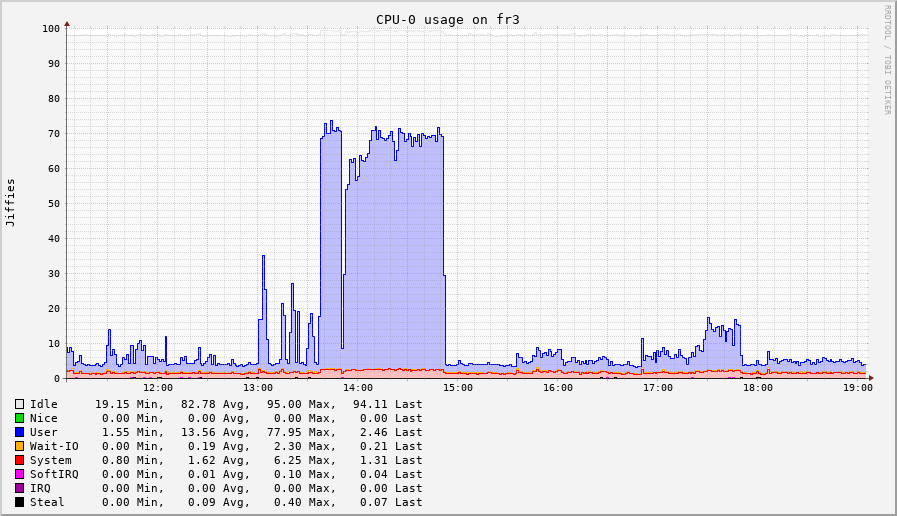 CPU-0 usage on fr3
RRDTOOL / TOBI OETIKER
Jiffies
100
90
80
70
60
50
40
30
20
10
0
12:00 13:00 14:00 15:00 16:00 17:00 18:00 19:00
Idle 19.15 Min, 82.78 Avg, 95.00 Max, 94.11 Last
Nice 0.00 Min, 0.00 Avg, 0.00 Max, 0.00 Last
User 1.55 Min, 13.56 Avg, 77.95 Max, 2.46 Last
Wait-IO 0.00 Min, 0.19 Avg, 2.30 Max, 0.21 Last
System 0.80 Min, 1.62 Avg, 6.25 Max, 1.31 Last
SoftIRQ 0.00 Min, 0.01 Avg, 0.10 Max, 0.04 Last
IRQ 0.00 Min, 0.00 Avg, 0.00 Max, 0.00 Last
Steal 0.00 Min, 0.09 Avg, 0.40 Max, 0.07 Last